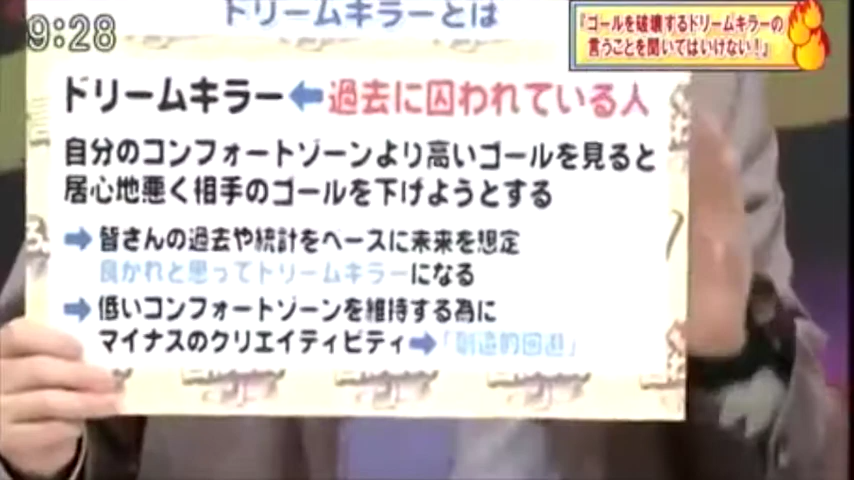 ドリームキラーとは
9:28
『ゴールを破壊するドリームキラーの
言うことを聞いてはいけない！』
ドリームキラー←過去に囚われている人
自分のコンフォートゾーンより高いゴールを見ると
居心地悪く相手のゴールを下げようとする
➡皆さんの過去や統計をベースに未来を想定
良かれと思ってドリームキラーになる
➡低いコンフォートゾーンを維持する為に
マイナスのクリエイティビティ➡「創造的回避」